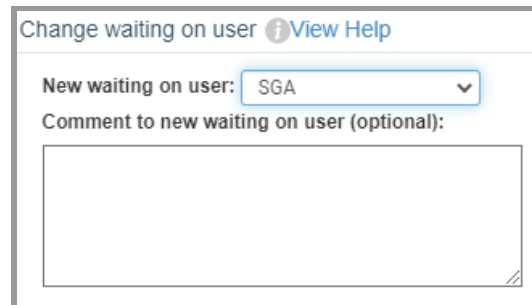 Change waiting on user i View Help
New waiting on user: SGA
Comment to new waiting on user (optional):